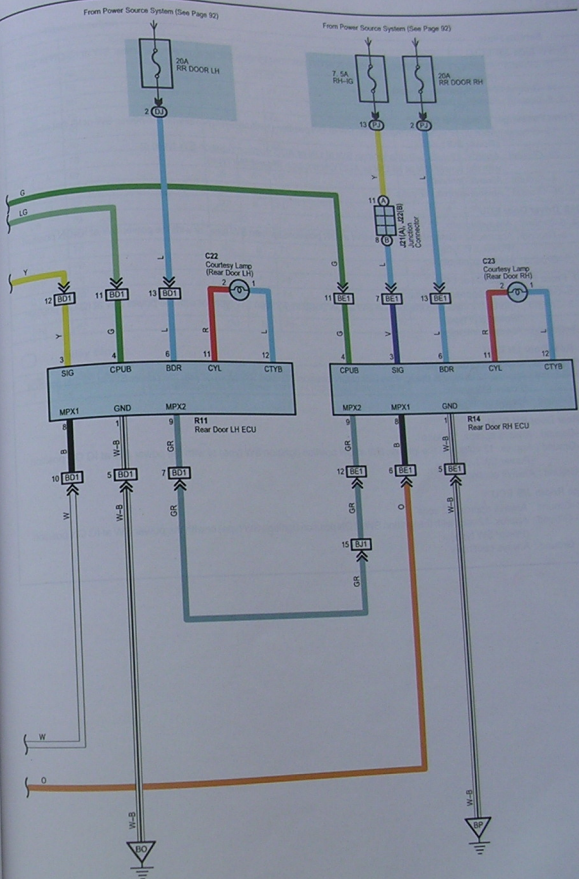 From Power Source System (See Page 92)
From Power Source System (See Page 92)
20A
RR DOOR LH
7. 5A
RH–IG
20A
RR DOOR RH
2 DJ
13 PJ
2 PJ
G
LG
Y
L
Y
L
11 A
J21(A), J22(B)
Junction
Connector
8 B
C22
Courtesy Lamp
(Rear Door LH)
2 1
C23
Courtesy Lamp
(Rear Door RH)
2 1
G
L
12 BD1
11 BD1
13 BD1
11 BE1
7 BE1
13 BE1
Y
G
L
R
L
G
V
L
R
L
3
4
6
11
12
4
3
6
11
12
SIG
CPUB
BDR
CYL
CTYB
CPUB
SIG
BDR
CYL
CTYB
MPX1
GND
MPX2
R11
Rear Door LH ECU
MPX2
MPX1
GND
R14
Rear Door RH ECU
8
1
9
9
8
1
B
W–B
GR
GR
B
W–B
10 BD1
5 BD1
7 BD1
12 BE1
6 BE1
5 BE1
W
W–B
GR
GR
O
W–B
15 BJ1
GR
W
O
W–B
W–B
BO
BP